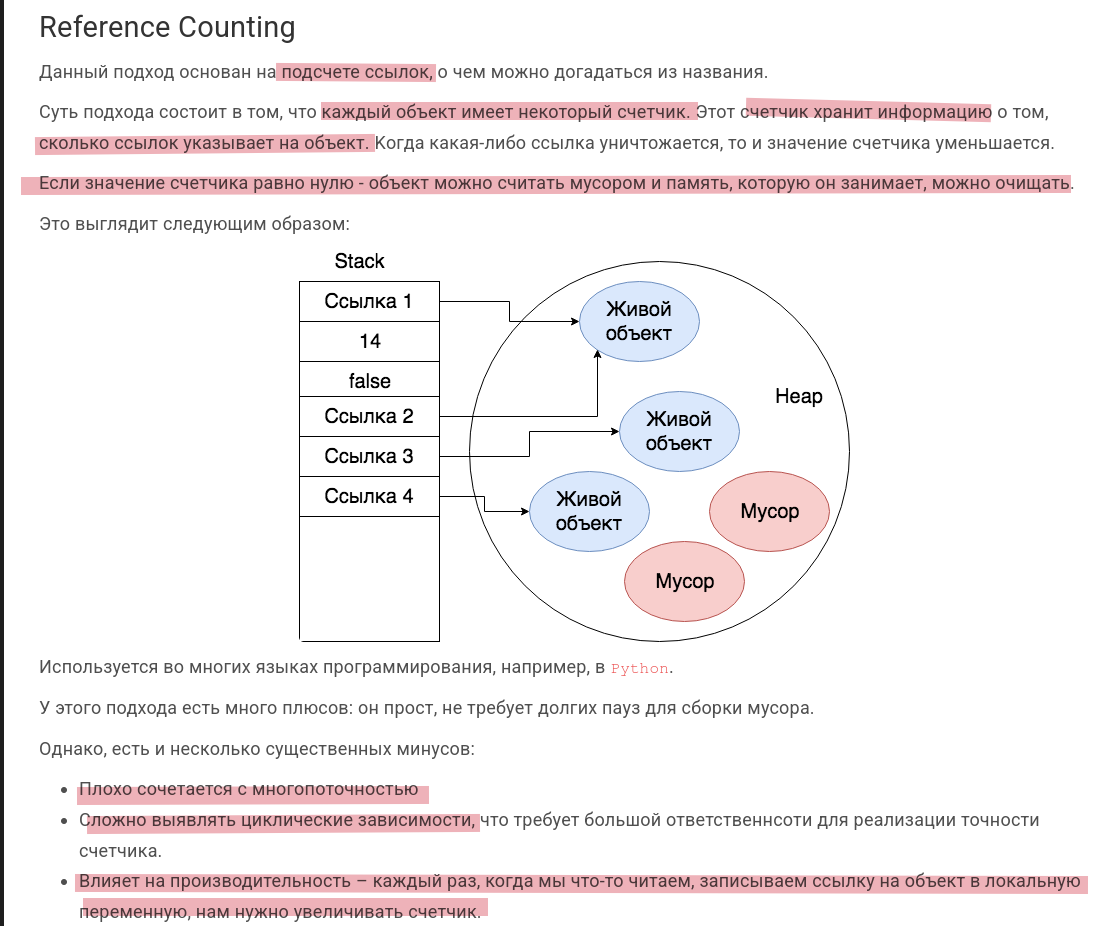 Reference Counting
Данный подход основан на подсчете ссылок, о чем можно догадаться из названия.
Суть подхода состоит в том, что каждый объект имеет некоторый счетчик. Этот счетчик хранит информацию о том,
сколько ссылок указывает на объект. Когда какая-либо ссылка уничтожается, то и значение счетчика уменьшается.
Если значение счетчика равно нулю - объект можно считать мусором и память, которую он занимает, можно очищать.
Это выглядит следующим образом:
Stack
Ссылка 1
14
false
Ссылка 2
Ссылка 3
Ссылка 4
Живой
объект
Heap
Живой
объект
Живой
объект
Мусор
Мусор
Используется во многих языках программирования, например, в Python.
У этого подхода есть много плюсов: он прост, не требует долгих пауз для сборки мусора.
Однако, есть и несколько существенных минусов:
• Плохо сочетается с многопоточностью
• Сложно выявлять циклические зависимости, что требует большой ответственнсоти для реализации точности
счетчика.
• Влияет на производительность – каждый раз, когда мы что-то читаем, записываем ссылку на объект в локальную
переменную, нам нужно увеличивать счетчик.